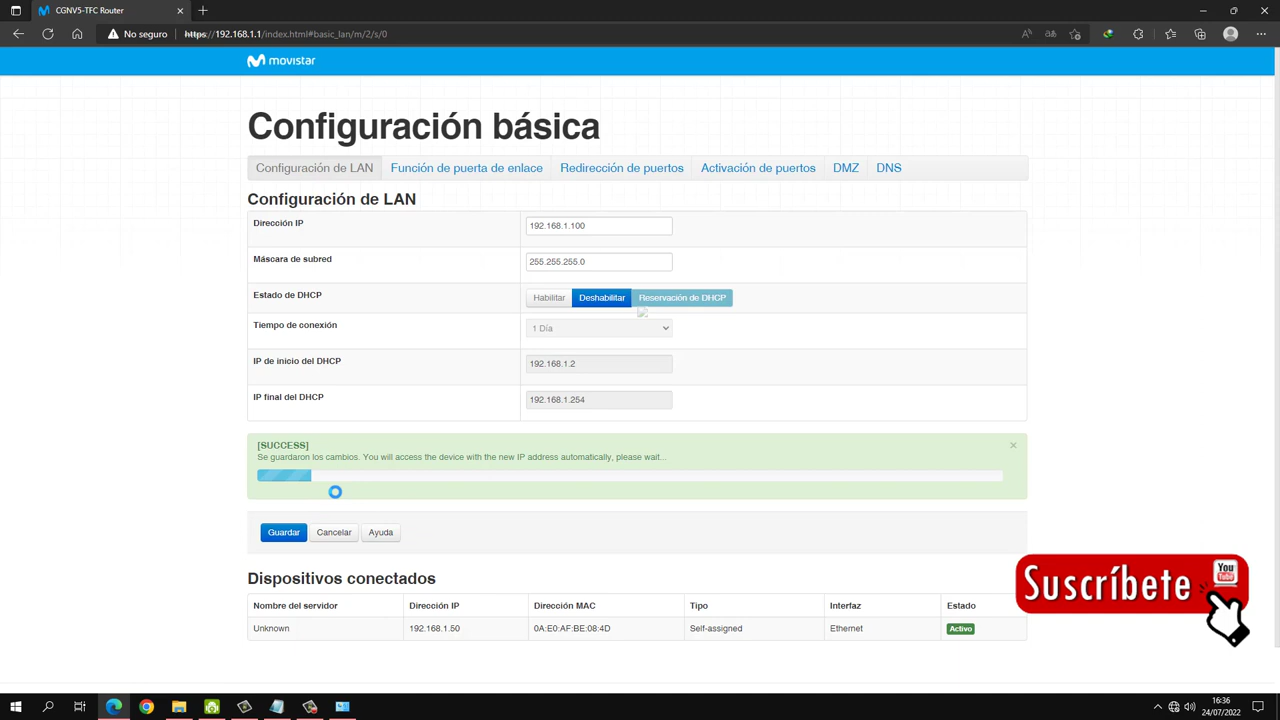 CGNV5-TFC Router
No seguro
https://192.168.1.1/index.html#basic_lan/m/2/s/0
movistar
Configuración básica
Configuración de LAN
Función de puerta de enlace
Redirección de puertos
Activación de puertos
DMZ
DNS
Configuración de LAN
Dirección IP
192.168.1.100
Máscara de subred
255.255.255.0
Estado de DHCP
Habilitar
Deshabilitar
Reservación de DHCP
Tiempo de conexión
1 Día
IP de inicio del DHCP
192.168.1.2
IP final del DHCP
192.168.1.254
[SUCCESS]
Se guardaron los cambios. You will access the device with the new IP address automatically, please wait...
Guardar
Cancelar
Ayuda
Suscríbete
You
Tube
Dispositivos conectados
Nombre del servidor
Dirección IP
Dirección MAC
Tipo
Interfaz
Estado
Unknown
192.168.1.50
0A:E0:AF:BE:08:4D
Self-assigned
Ethernet
Activo
16:36
24/07/2022